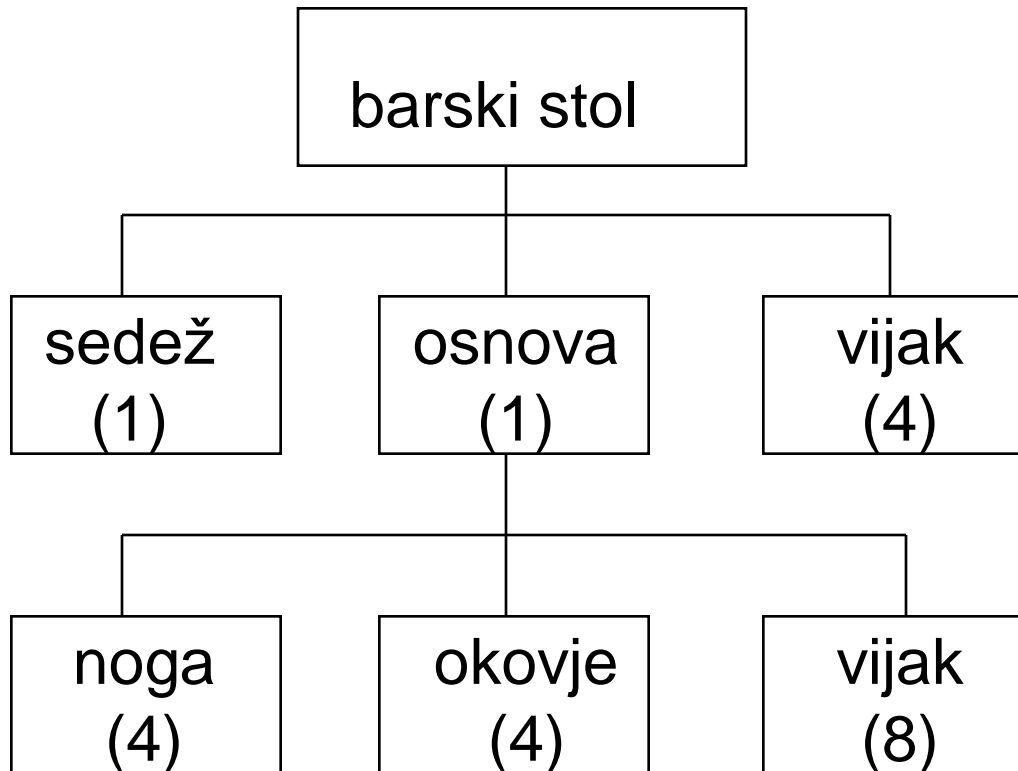 barski stol
sedež
(1)
osnova
(1)
vijak
(4)
noga
(4)
okovje
(4)
vijak
(8)